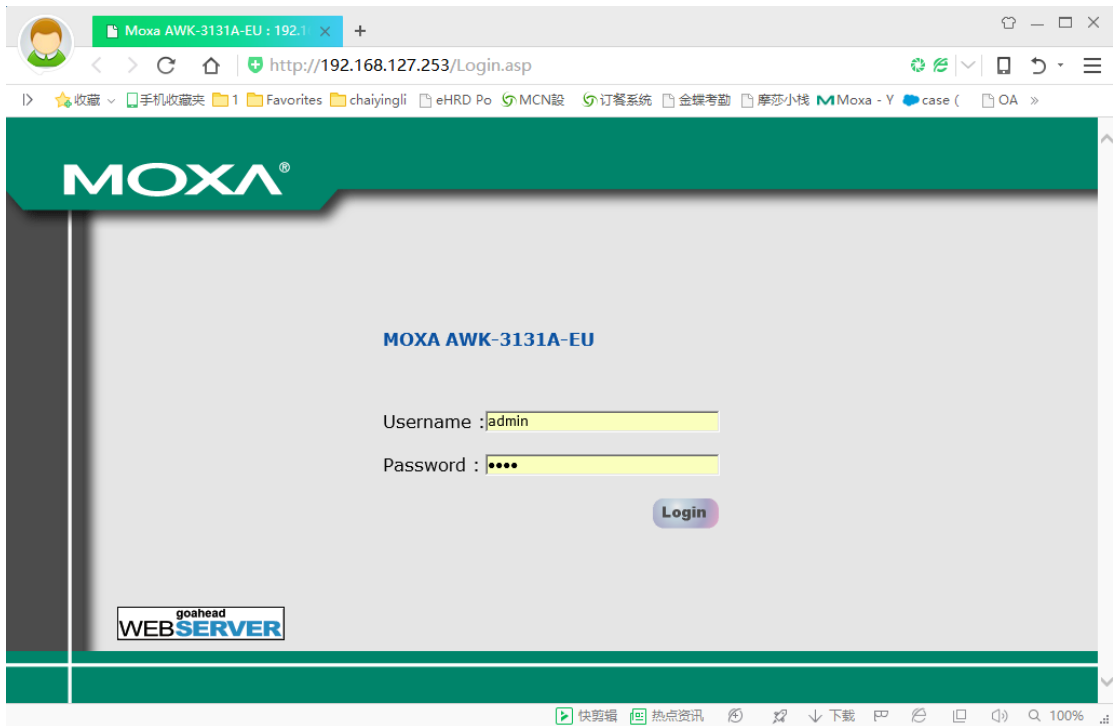 Moxa AWK-3131A-EU : 192.1
http://192.168.127.253/Login.asp
收藏 手机收藏夹 1 Favorites chaiyingli eHRD Po MCN設 订餐系统 金蝶考勤 摩莎小栈 Moxa - Y case ( OA »
MOXA®
MOXA AWK-3131A-EU
Username : admin
Password : ••••
Login
goahead
WEBSERVER
快剪辑 热点资讯 下载 100%